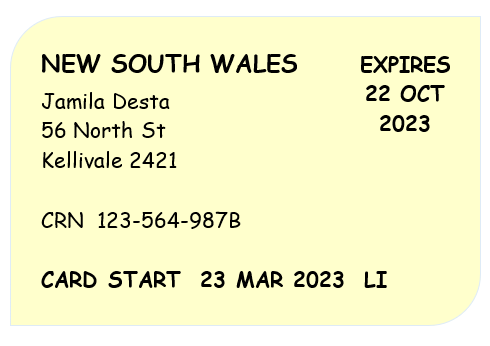 NEW SOUTH WALES
EXPIRES
22 OCT
2023
Jamila Desta
56 North St
Kellivale 2421
CRN 123-564-987B
CARD START 23 MAR 2023 LI